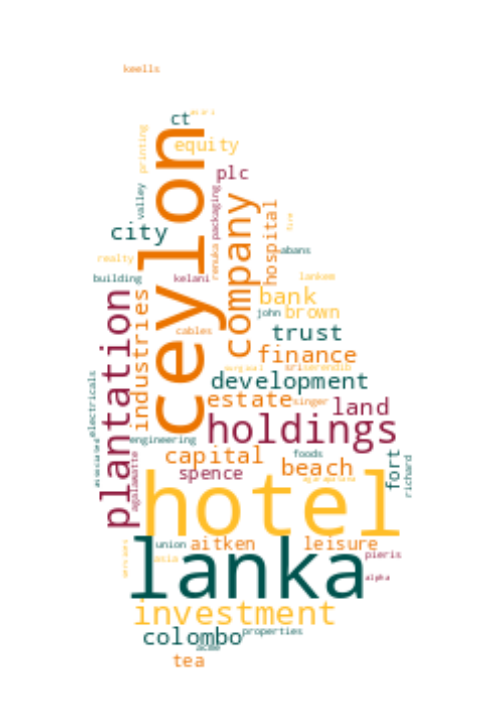 keells
ct
printing
equity
plc
valley
ceylon
packaging
company
hospital
city
renuka
abans
realty
building
kelani
lankem
plantation
industries
bank
john
brown
cables
trust
finance
development
estate
singer
land
electricals
holdings
engineering
agalawatte
capital
foods
spence
beach
fort
richard
hotel
union
aitken
leisure
lanka
asia
pieris
alpha
investment
colombo
properties
acme
tea